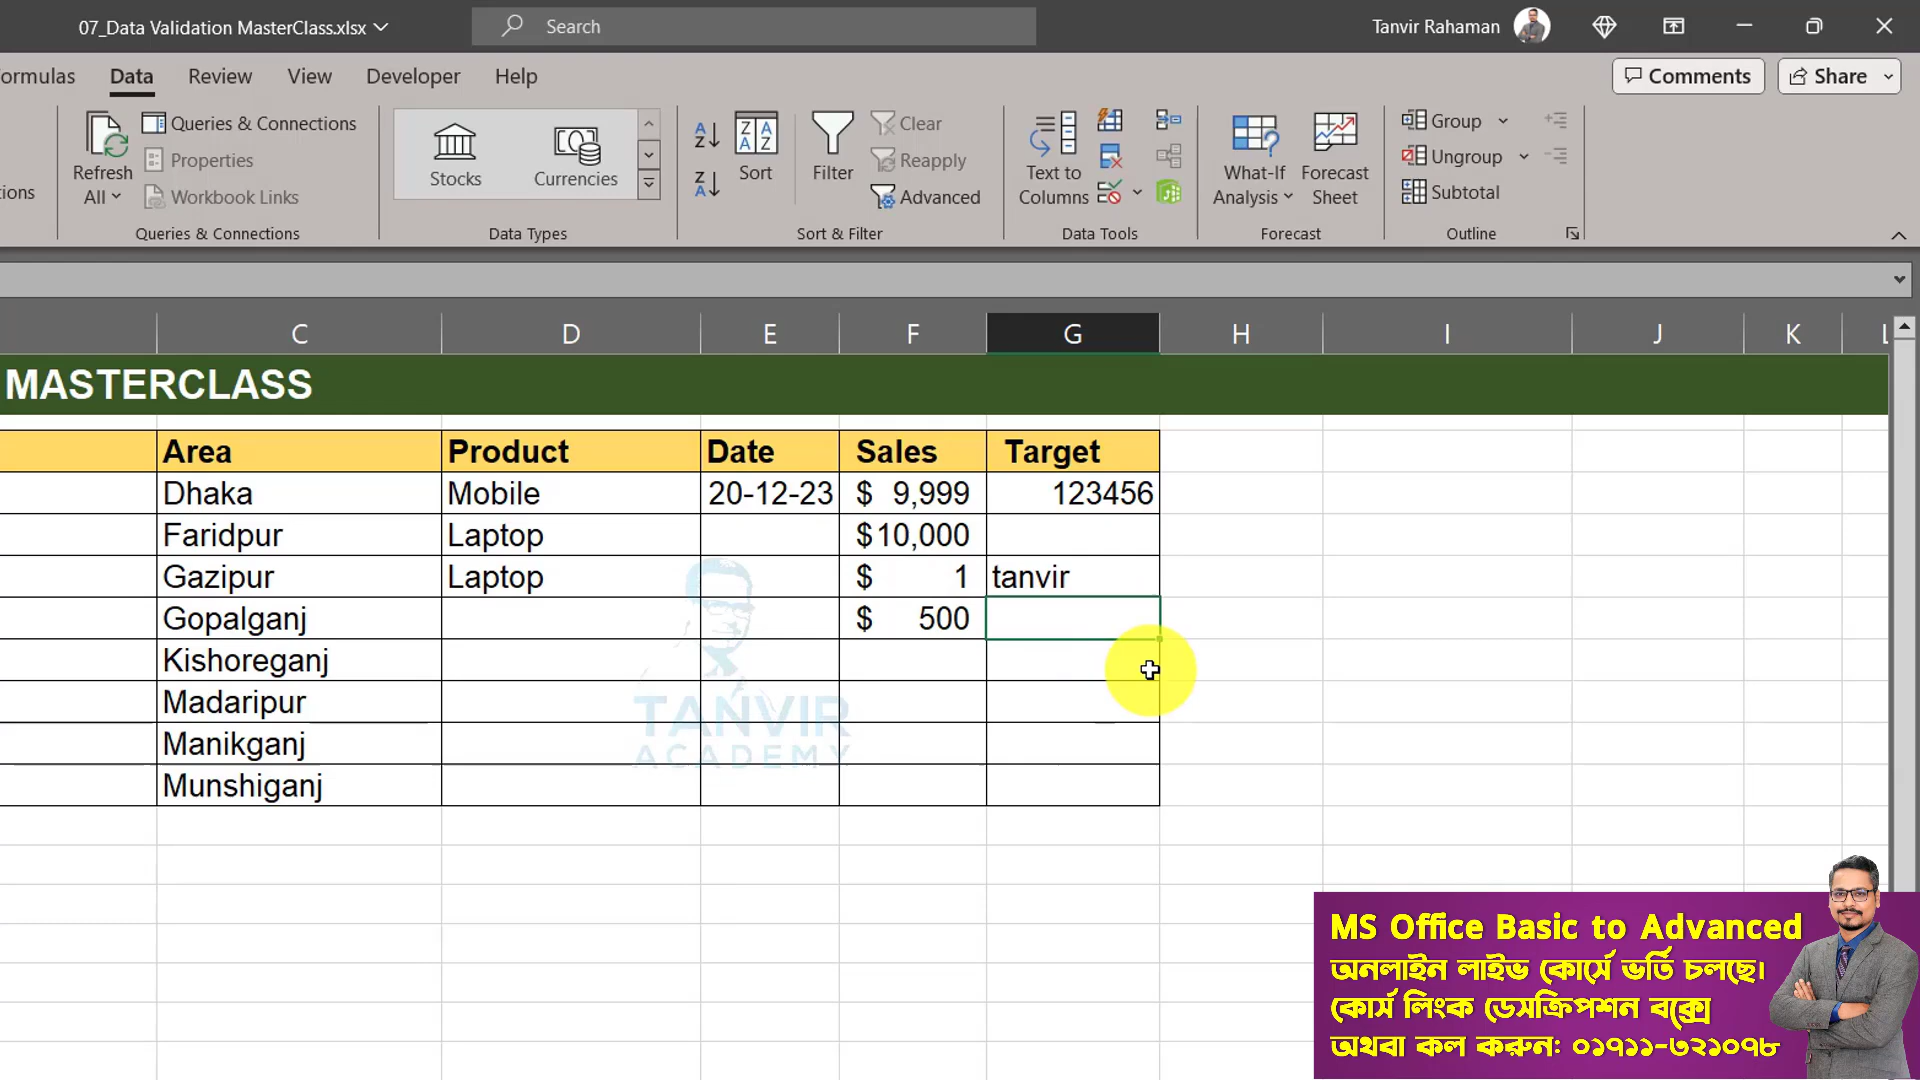 07_Data Validation MasterClass.xlsx
Search
Tanvir Rahaman
ormulas
Data
Review
View
Developer
Help
Comments
Share
Refresh
All
Queries & Connections
Properties
Workbook Links
tions
Queries & Connections
Stocks
Currencies
Data Types
Sort
Filter
Clear
Reapply
Advanced
Sort & Filter
Text to
Columns
Data Tools
What-If
Analysis
Forecast
Sheet
Forecast
Group
Ungroup
Subtotal
Outline
C D E F G H I J K L
MASTERCLASS
Area Product Date Sales Target
Dhaka Mobile 20-12-23 $ 9,999 123456
Faridpur Laptop $10,000
Gazipur Laptop $ 1 tanvir
Gopalganj $ 500
Kishoreganj
Madaripur
Manikganj
Munshiganj
TANVIR
ACADEMY
MS Office Basic to Advanced
অনলাইন লাইভ কোর্সে ভর্তি চলছে।
কোর্স লিংক ডেসক্রিপশন বক্সে
অথবা কল করুন: ০১৭১১-৩২১০৭৮